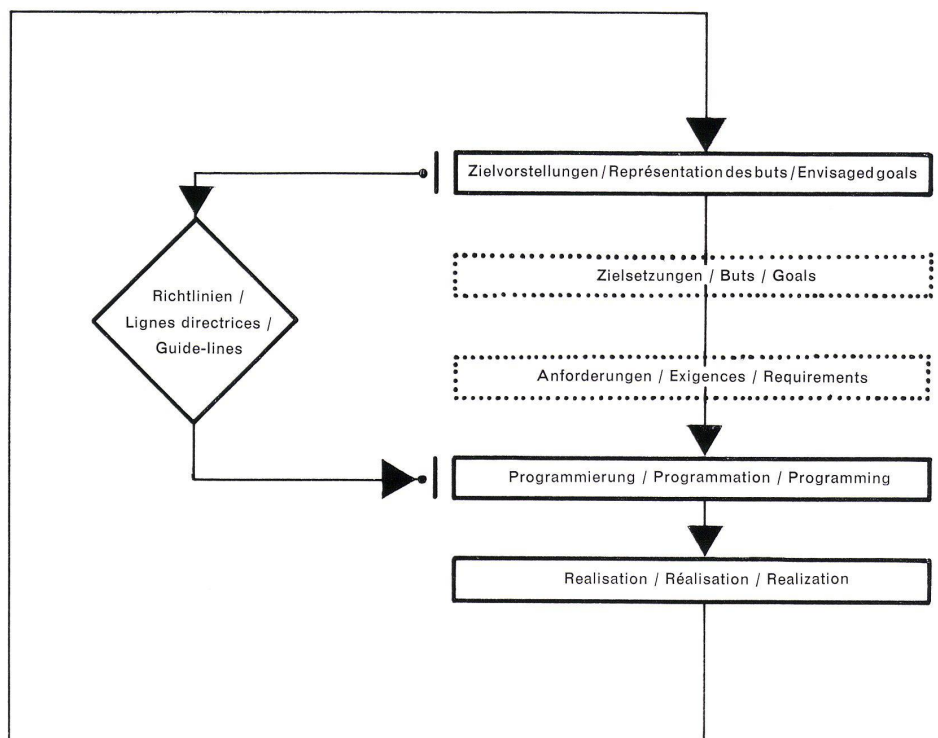 Zielvorstellungen / Représentation des buts / Envisaged goals
Zielsetzungen / Buts / Goals
Richtlinien /
Lignes directrices /
Guide-lines
Anforderungen / Exigences / Requirements
Programmierung / Programmation / Programming
Realisation / Réalisation / Realization